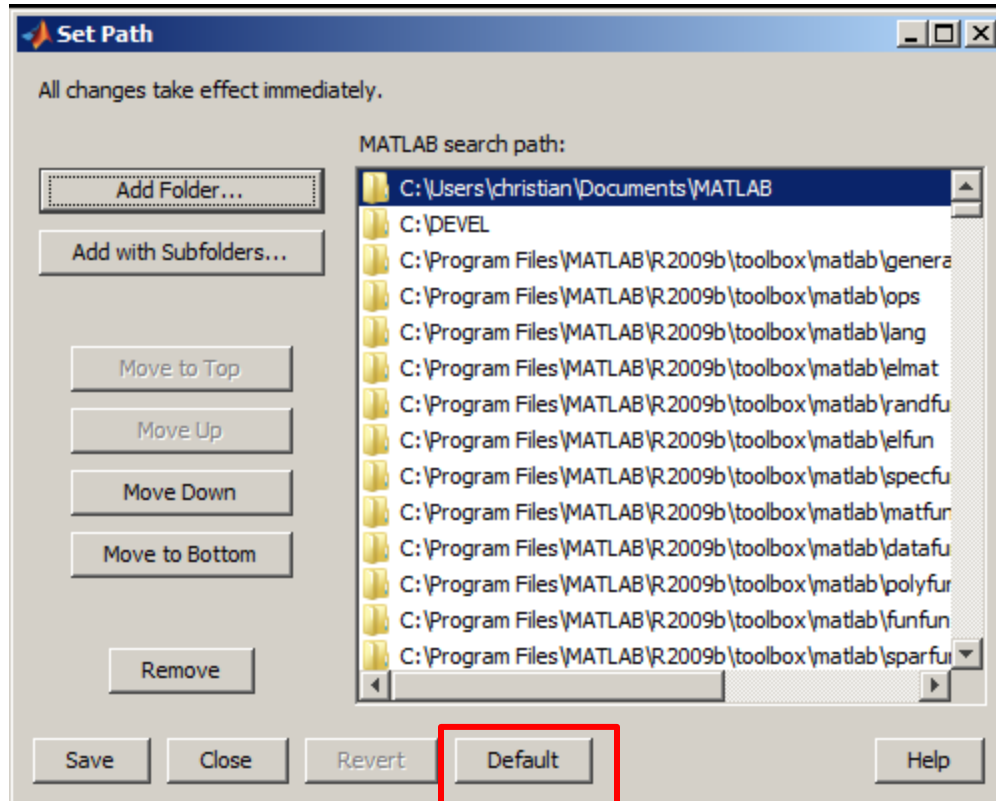 Set Path
All changes take effect immediately.
MATLAB search path:
Add Folder...
Add with Subfolders...
Move to Top
Move Up
Move Down
Move to Bottom
Remove
C:\Users\christian\Documents\MATLAB
C:\DEVEL
C:\Program Files\MATLAB\R2009b\toolbox\matlab\genera
C:\Program Files\MATLAB\R2009b\toolbox\matlab\ops
C:\Program Files\MATLAB\R2009b\toolbox\matlab\lang
C:\Program Files\MATLAB\R2009b\toolbox\matlab\elmat
C:\Program Files\MATLAB\R2009b\toolbox\matlab\randfu
C:\Program Files\MATLAB\R2009b\toolbox\matlab\elfun
C:\Program Files\MATLAB\R2009b\toolbox\matlab\specfu
C:\Program Files\MATLAB\R2009b\toolbox\matlab\matfun
C:\Program Files\MATLAB\R2009b\toolbox\matlab\datafu
C:\Program Files\MATLAB\R2009b\toolbox\matlab\polyfun
C:\Program Files\MATLAB\R2009b\toolbox\matlab\funfun
C:\Program Files\MATLAB\R2009b\toolbox\matlab\sparfun
Save
Close
Revert
Default
Help